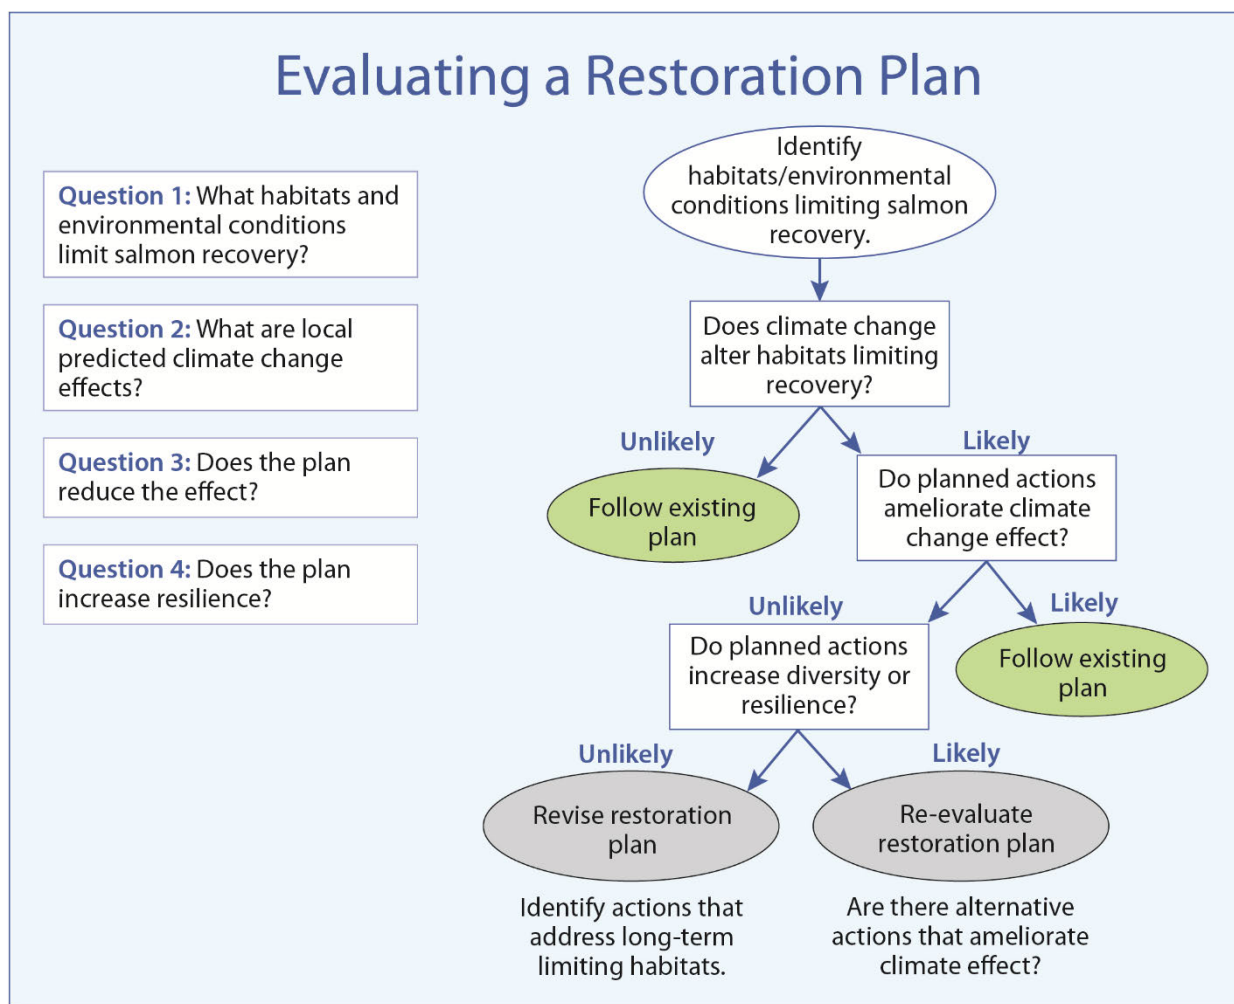 Evaluating a Restoration Plan
Question 1: What habitats and
environmental conditions
limit salmon recovery?
Question 2: What are local
predicted climate change
effects?
Question 3: Does the plan
reduce the effect?
Question 4: Does the plan
increase resilience?
Identify
habitats/environmental
conditions limiting salmon
recovery.
Does climate change
alter habitats limiting
recovery?
Unlikely
Likely
Follow existing
plan
Do planned actions
ameliorate climate
change effect?
Unlikely
Likely
Do planned actions
increase diversity or
resilience?
Follow existing
plan
Unlikely
Likely
Revise restoration
plan
Re-evaluate
restoration plan
Identify actions that
address long-term
limiting habitats.
Are there alternative
actions that ameliorate
climate effect?